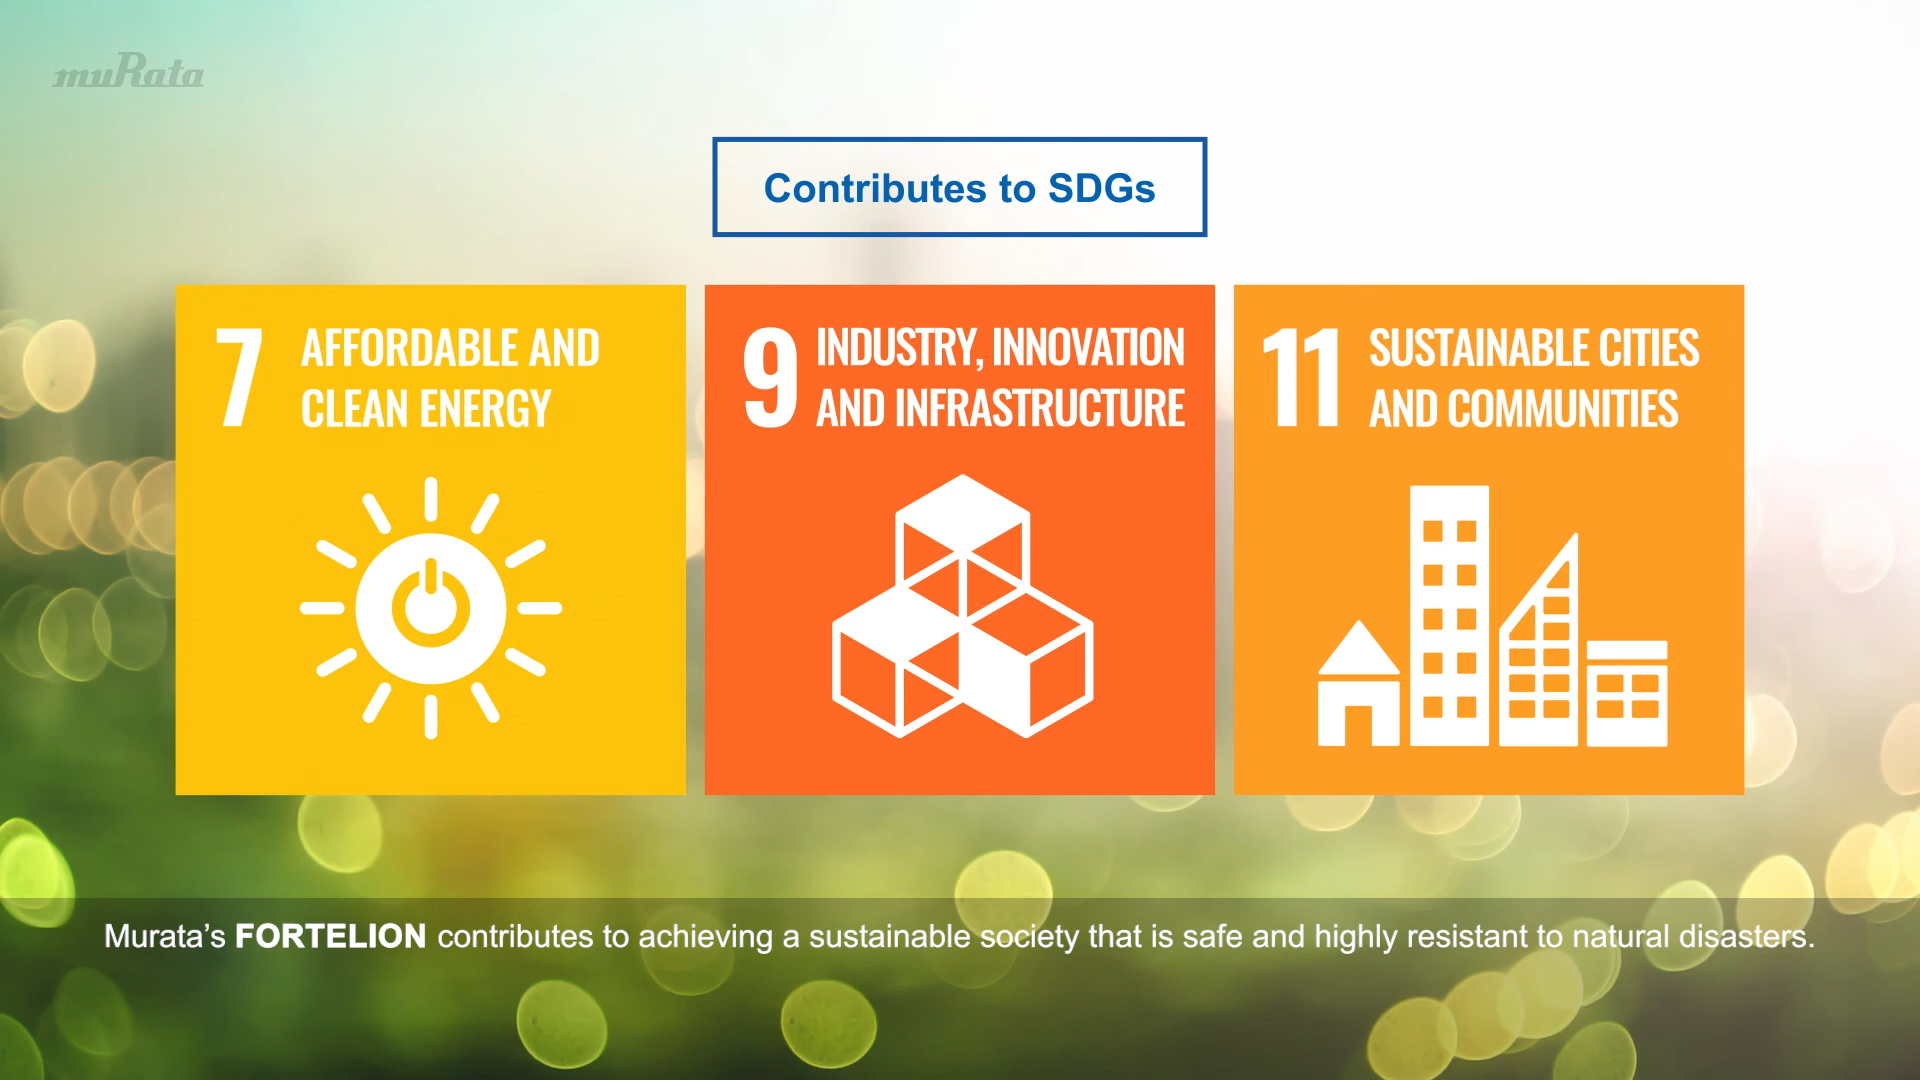 muRata
Contributes to SDGs
7 AFFORDABLE AND
CLEAN ENERGY
9 INDUSTRY, INNOVATION
AND INFRASTRUCTURE
11 SUSTAINABLE CITIES
AND COMMUNITIES
Murata’s FORTELION contributes to achieving a sustainable society that is safe and highly resistant to natural disasters.